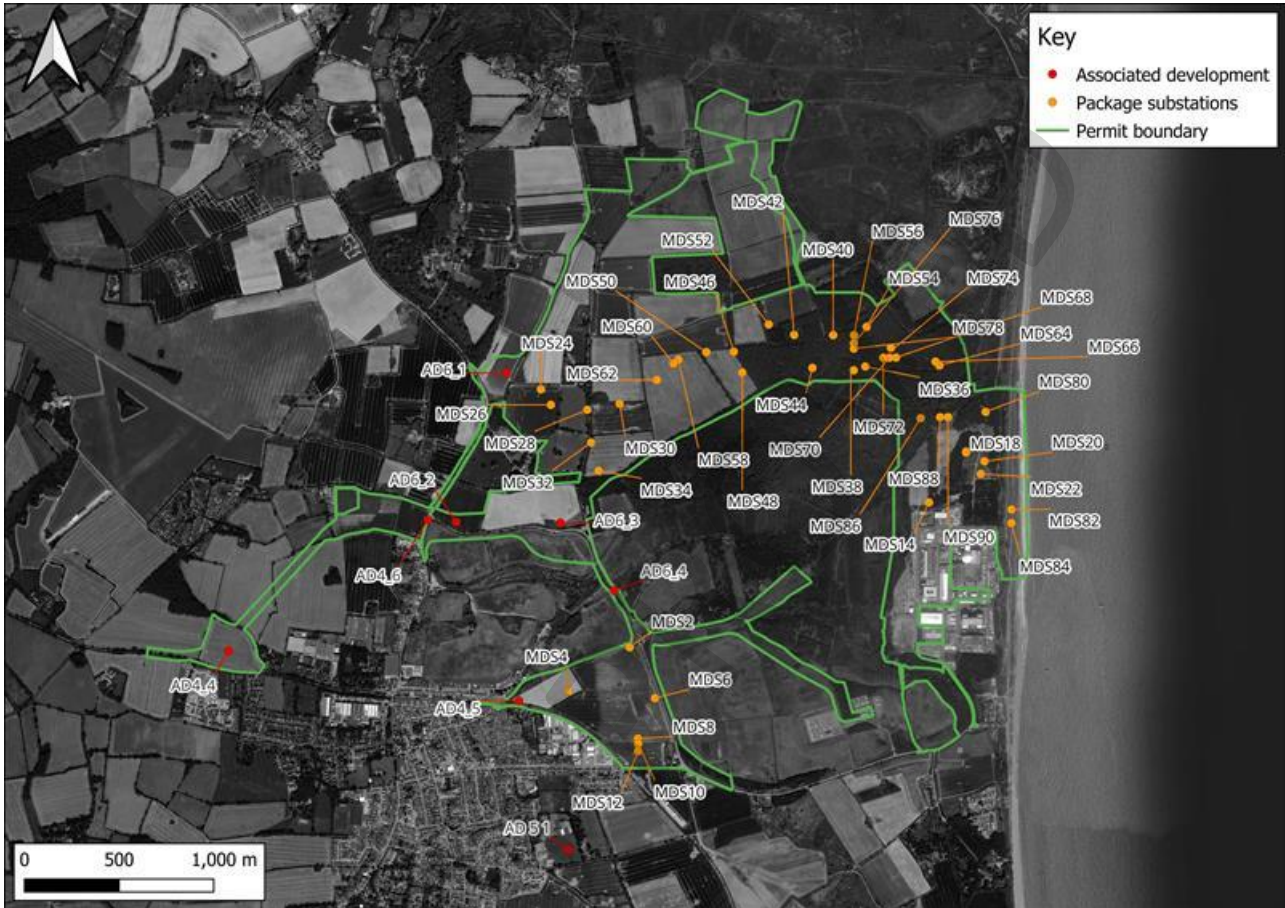 Key
Associated development
Package substations
Permit boundary
MDS42
MDS76
MDS52
MDS40
MDS56
MDS50
MDS46
MDS54
MDS74
MDS68
MDS60
MDS78
MDS64
MDS24
AD6_1
MDS62
MDS66
MDS36
MDS80
MDS26
MDS44
MDS72
MDS28
MDS30
MDS58
MDS70
MDS18
MDS20
AD6_2
MDS32
MDS34
MDS48
MDS38
MDS88
MDS22
AD6_3
MDS86
MDS82
MDS14
MDS90
MDS84
AD4_6
AD6_4
MDS2
MDS4
AD4_4
MDS6
AD4_5
MDS8
MDS12
MDS10
AD 5 1
0 500 1,000 m